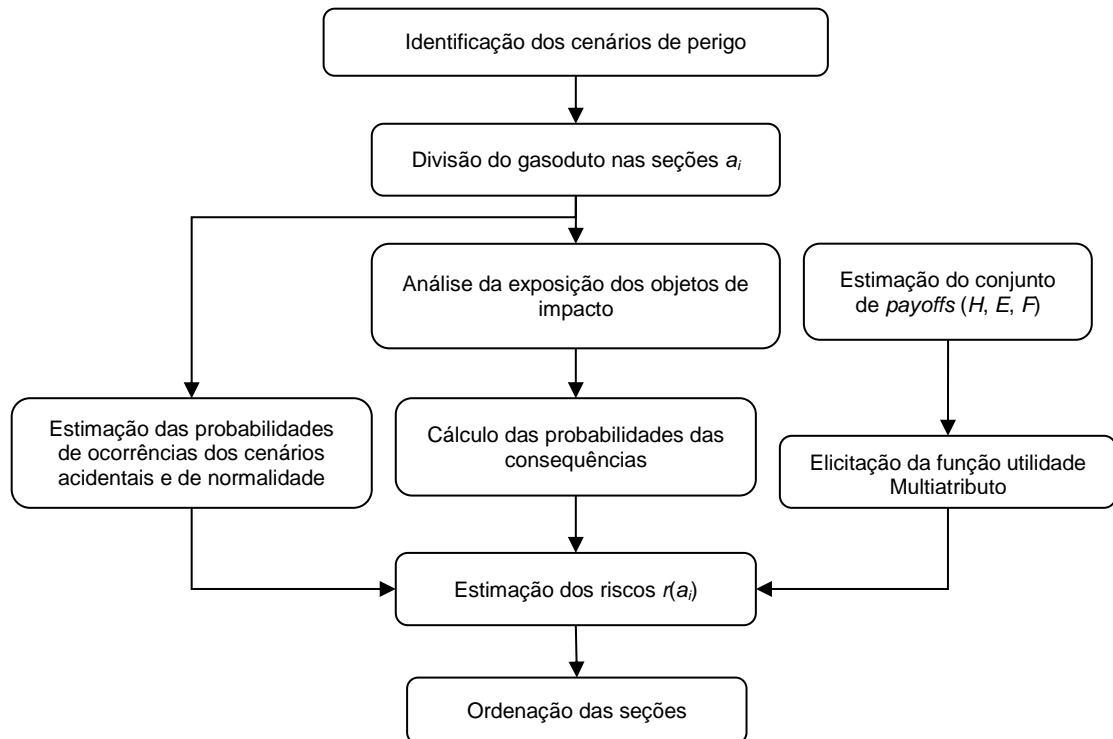 Identificação dos cenários de perigo
Divisão do gasoduto nas seções ai
Análise da exposição dos objetos de
impacto
Estimação do conjunto
de payoffs (H, E, F)
Estimação das probabilidades
de ocorrências dos cenários
acidentais e de normalidade
Cálculo das probabilidades das
consequências
Elicitação da função utilidade
Multiatributo
Estimação dos riscos r(ai)
Ordenação das seções